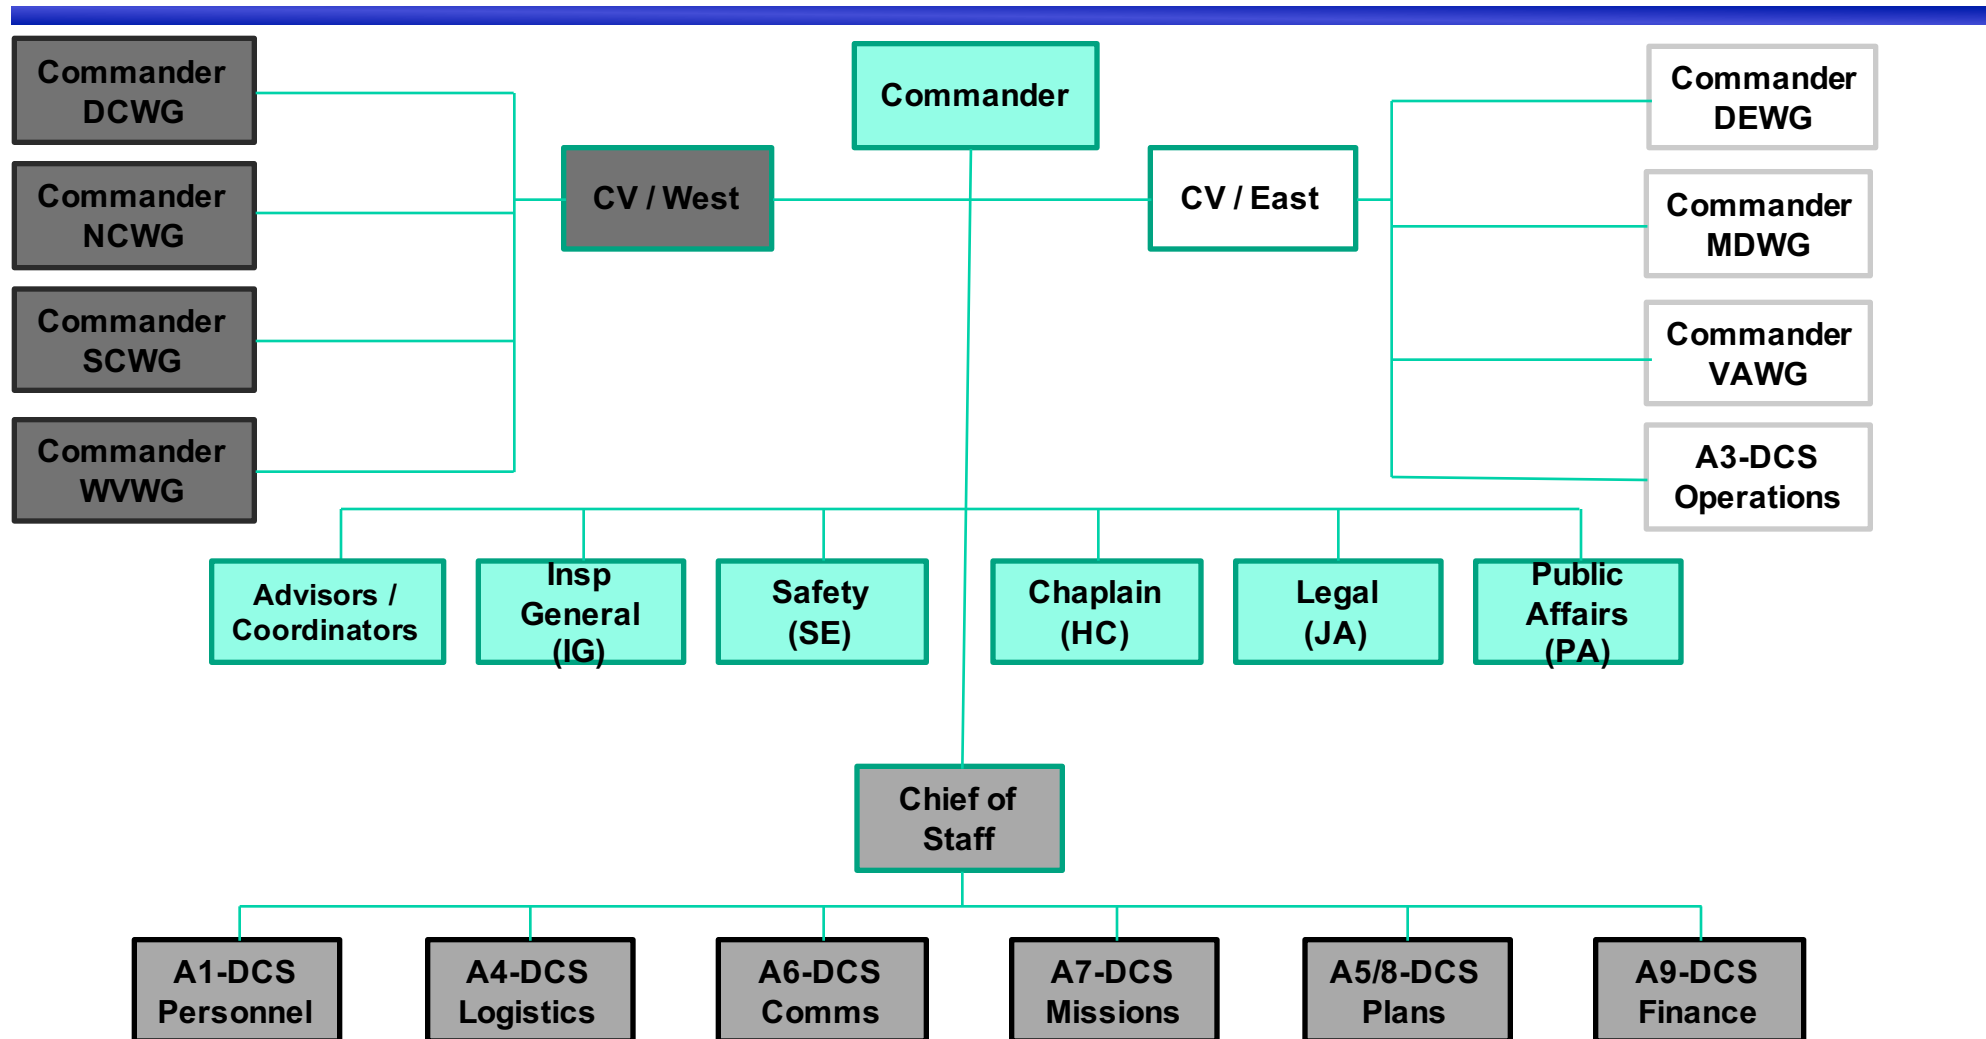 Commander
DCWG
Commander
NCWG
Commander
SCWG
Commander
WVWG
Commander
CV / West
CV / East
Commander
DEWG
Commander
MDWG
Commander
VAWG
A3-DCS
Operations
Advisors /
Coordinators
Insp
General
(IG)
Safety
(SE)
Chaplain
(HC)
Legal
(JA)
Public
Affairs
(PA)
Chief of
Staff
A1-DCS
Personnel
A4-DCS
Logistics
A6-DCS
Comms
A7-DCS
Missions
A5/8-DCS
Plans
A9-DCS
Finance